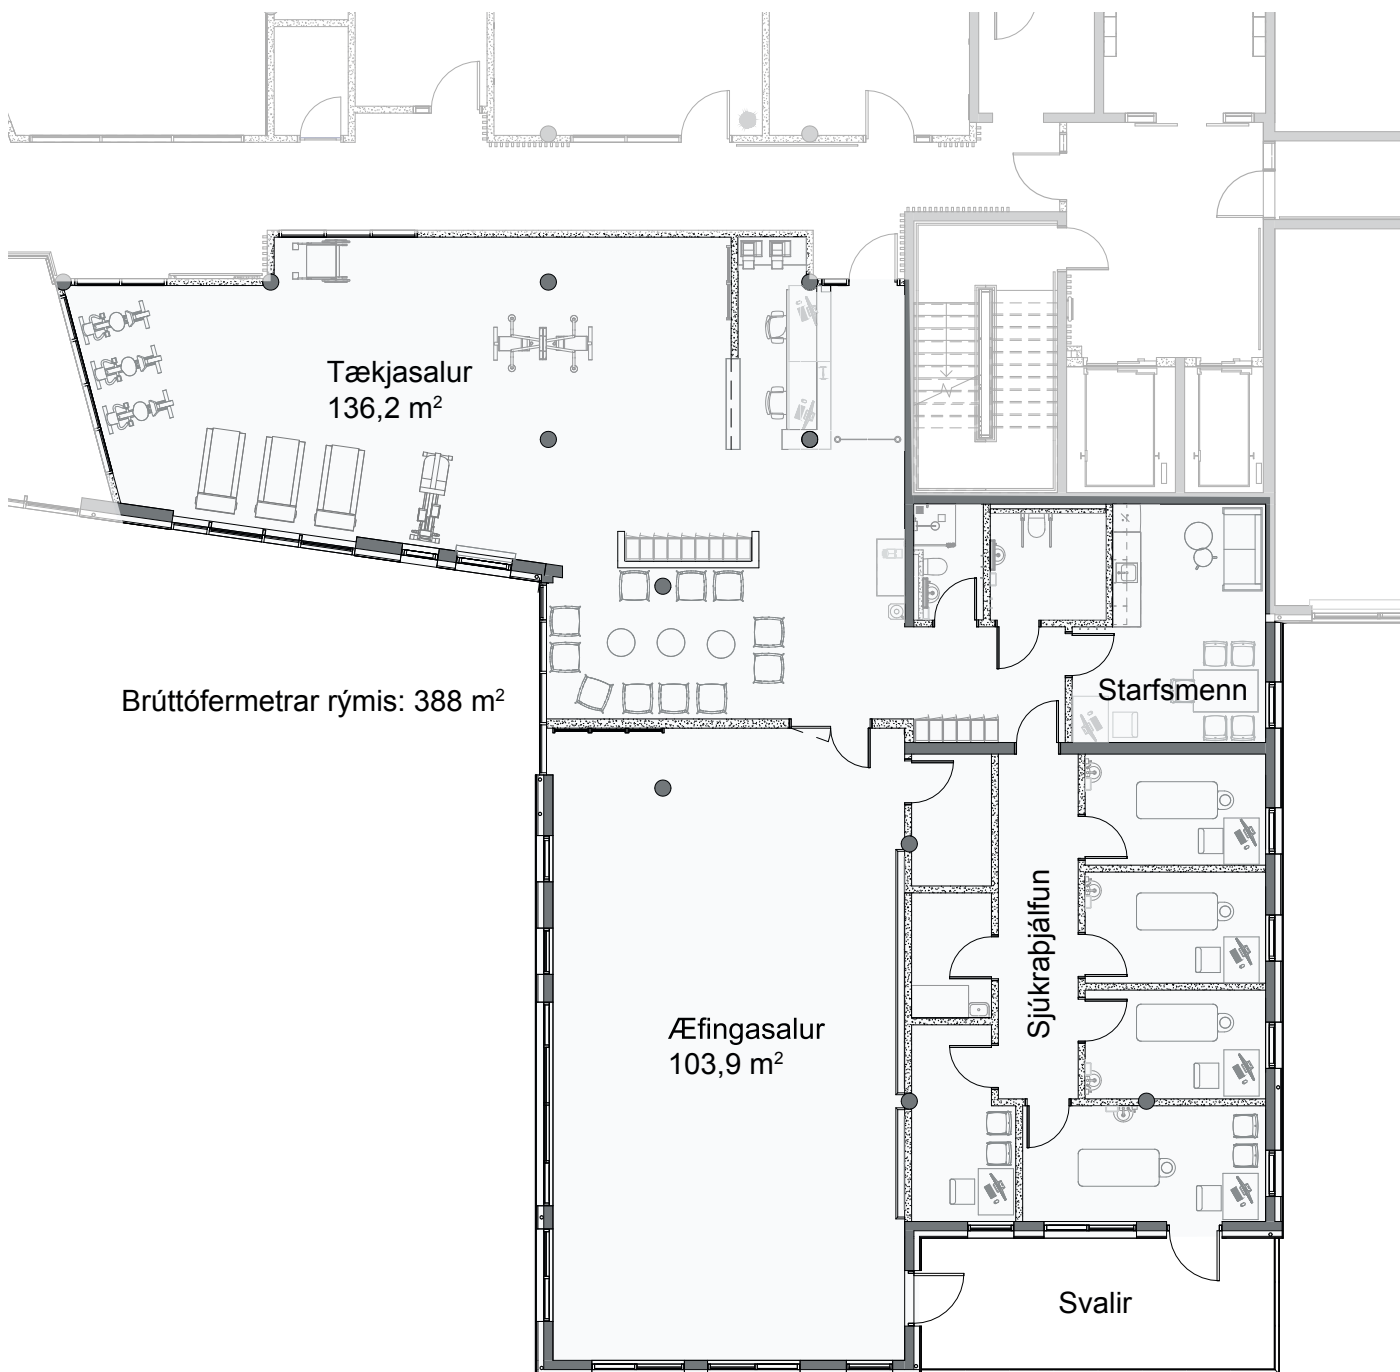 Tækjasalur
136,2 m²
Brúttófermetrar rýmis: 388 m²
Starfsmenn
Sjúkraþjálfun
Æfingasalur
103,9 m²
Svalir